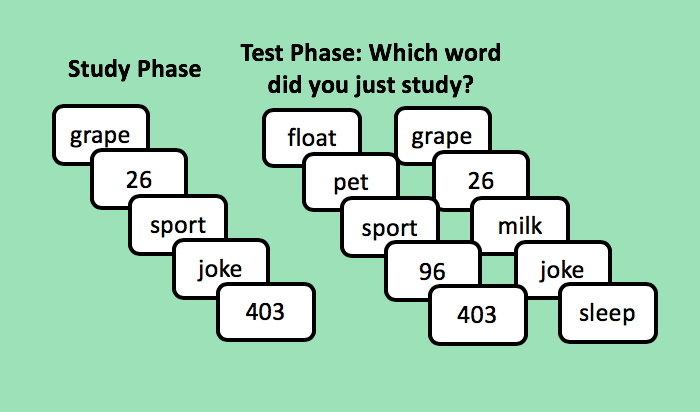 Study Phase
grape
26
sport
joke
403
Test Phase: Which word
did you just study?
float grape
pet 26
sport milk
96 joke
403 sleep